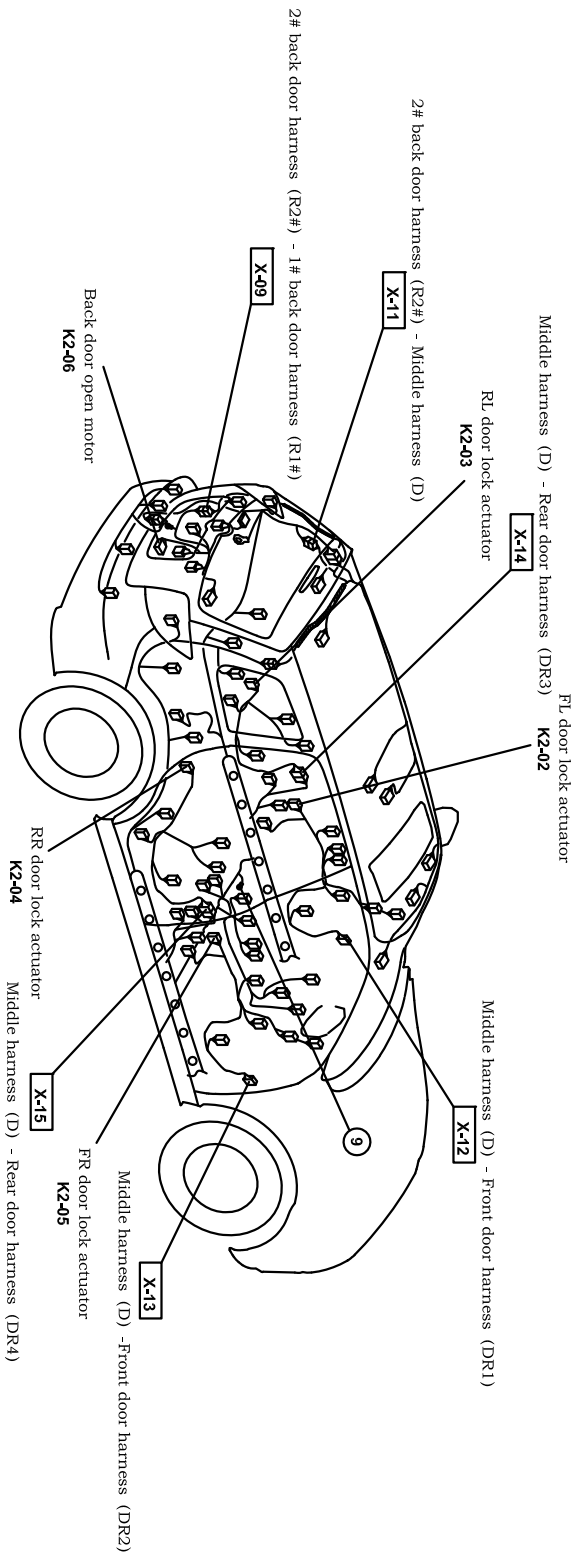 FL door lock actuator
K2-02
Middle harness (D) - Rear door harness (DR3)
X-14
RL door lock actuator
K2-03
Middle harness (D) - Front door harness (DR1)
X-12
2# back door harness (R2#) - Middle harness (D)
X-11
9
2# back door harness (R2#) - 1# back door harness (R1#)
X-09
X-13
Middle harness (D) -Front door harness (DR2)
Back door open motor
K2-06
FR door lock actuator
K2-05
X-15
Middle harness (D) - Rear door harness (DR4)
RR door lock actuator
K2-04